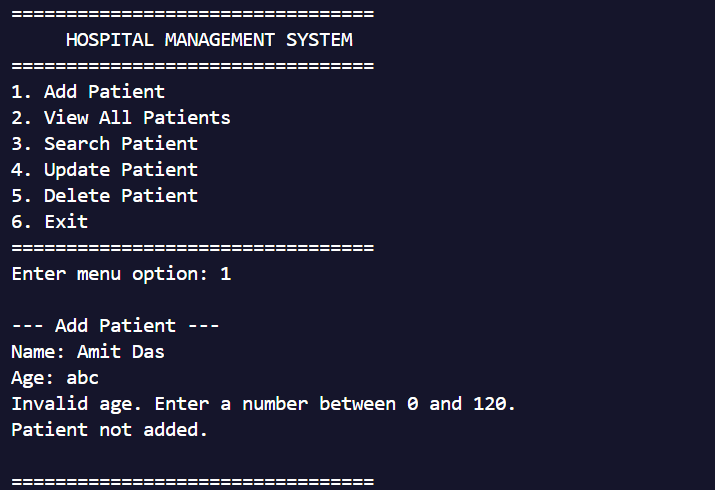 =================================
     HOSPITAL MANAGEMENT SYSTEM
=================================
1. Add Patient
2. View All Patients
3. Search Patient
4. Update Patient
5. Delete Patient
6. Exit
=================================
Enter menu option: 1

--- Add Patient ---
Name: Amit Das
Age: abc
Invalid age. Enter a number between 0 and 120.
Patient not added.

=================================